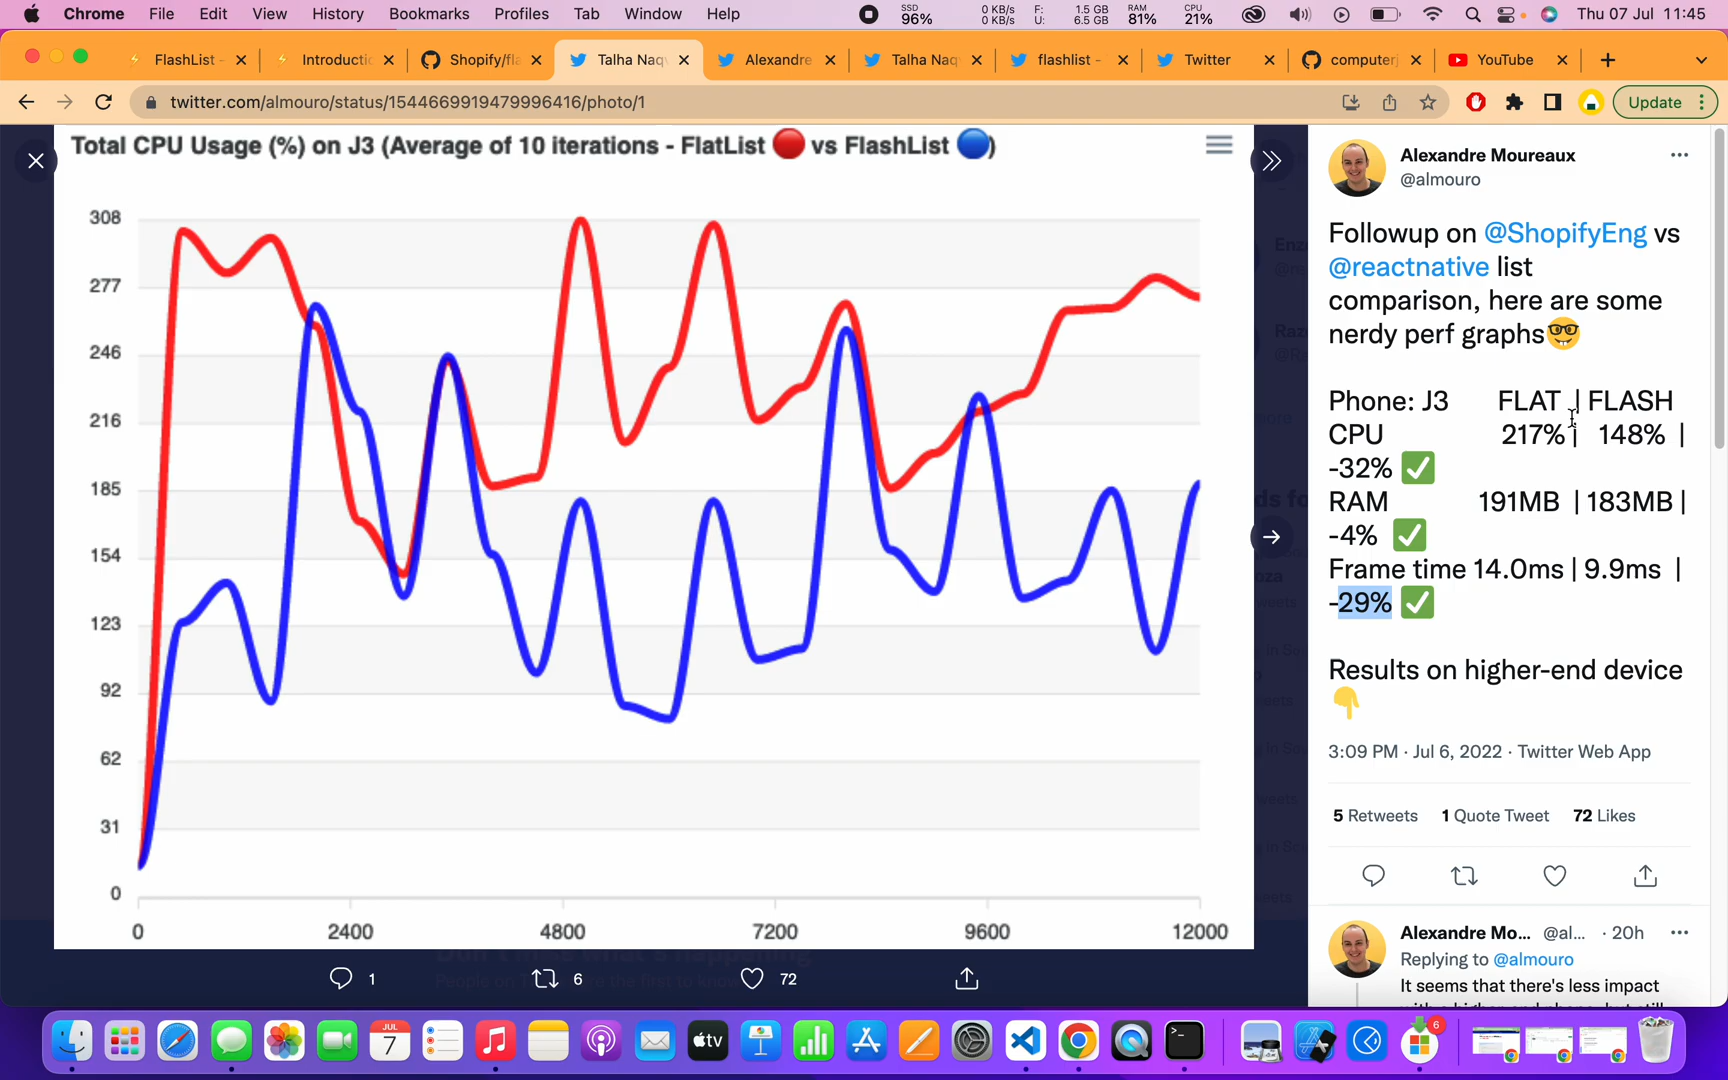 Chrome File Edit View History Bookmarks Profiles Tab Window Help SSD 96% 0 KB/s 0 KB/s F: 1.5 GB U: 6.5 GB RAM 81% CPU 21% Thu 07 Jul 11:45
FlashList - Introductio Shopify/fla Talha Naqv Alexandre Talha Naq flashlist - Twitter computerj YouTube
twitter.com/almouro/status/1544669919479996416/photo/1 Update
Total CPU Usage (%) on J3 (Average of 10 iterations - FlatList 🔴 vs FlashList 🔵)
308
277
246
216
185
154
123
92
62
31
0
0 2400 4800 7200 9600 12000
1 6 72
Alexandre Moureaux
@almouro
Followup on @ShopifyEng vs
@reactnative list
comparison, here are some
nerdy perf graphs🤓
Phone: J3 FLAT | FLASH
CPU 217% | 148% |
-32% ✅
RAM 191MB | 183MB |
-4% ✅
Frame time 14.0ms | 9.9ms |
-29% ✅
Results on higher-end device
👇
3:09 PM · Jul 6, 2022 · Twitter Web App
5 Retweets 1 Quote Tweet 72 Likes
Alexandre Mo... @al... · 20h
Replying to @almouro
It seems that there's less impact
JUL
7
tv
6